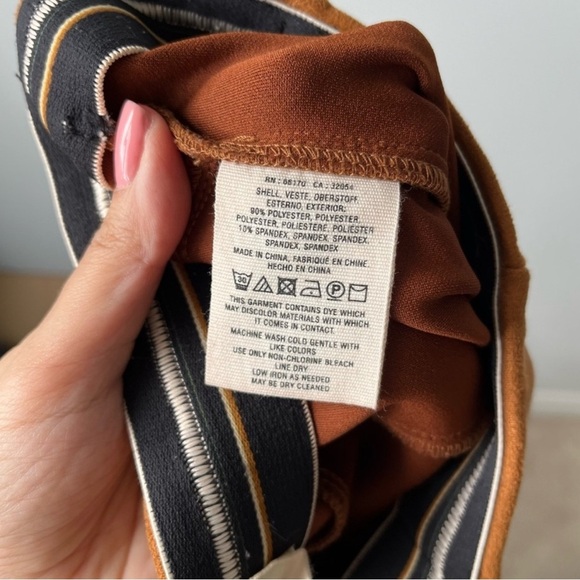 RN : 08170 CA : 32054
SHELL, VESTE, OBERSTOFF
ESTERNO, EXTERIOR;
90% POLYESTER, POLYESTER,
POLYESTER, POLIESTERE, POLIESTER
10% SPANDEX, SPANDEX, SPANDEX,
SPANDEX, SPANDEX
MADE IN CHINA, FABRIQUÉ EN CHINE,
HECHO EN CHINA
30 P
THIS GARMENT CONTAINS DYE WHICH
MAY DISCOLOR MATERIALS WITH WHICH
IT COMES IN CONTACT.
MACHINE WASH COLD GENTLE WITH
LIKE COLORS
USE ONLY NON-CHLORINE BLEACH
LINE DRY
LOW IRON AS NEEDED
MAY BE DRY CLEANED